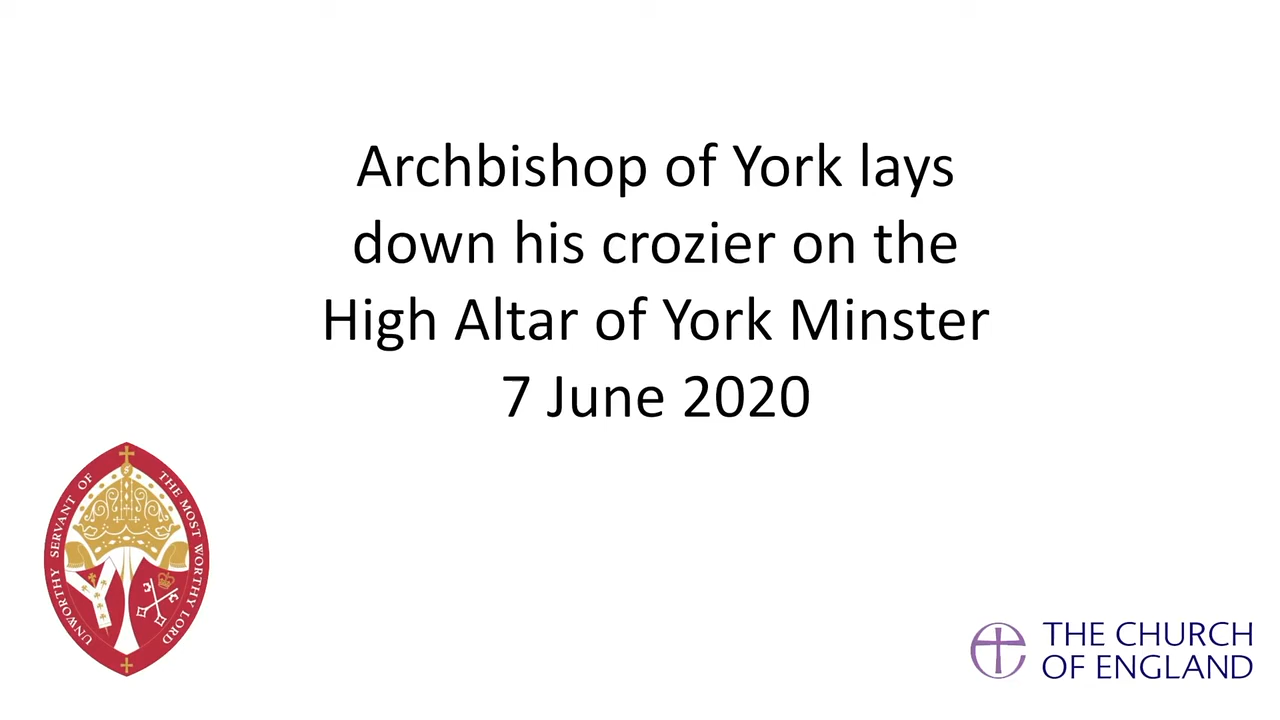 Archbishop of York lays
down his crozier on the
High Altar of York Minster
7 June 2020
UNWORTHY SERVANT OF THE MOST WORTHY LORD
THE CHURCH
OF ENGLAND